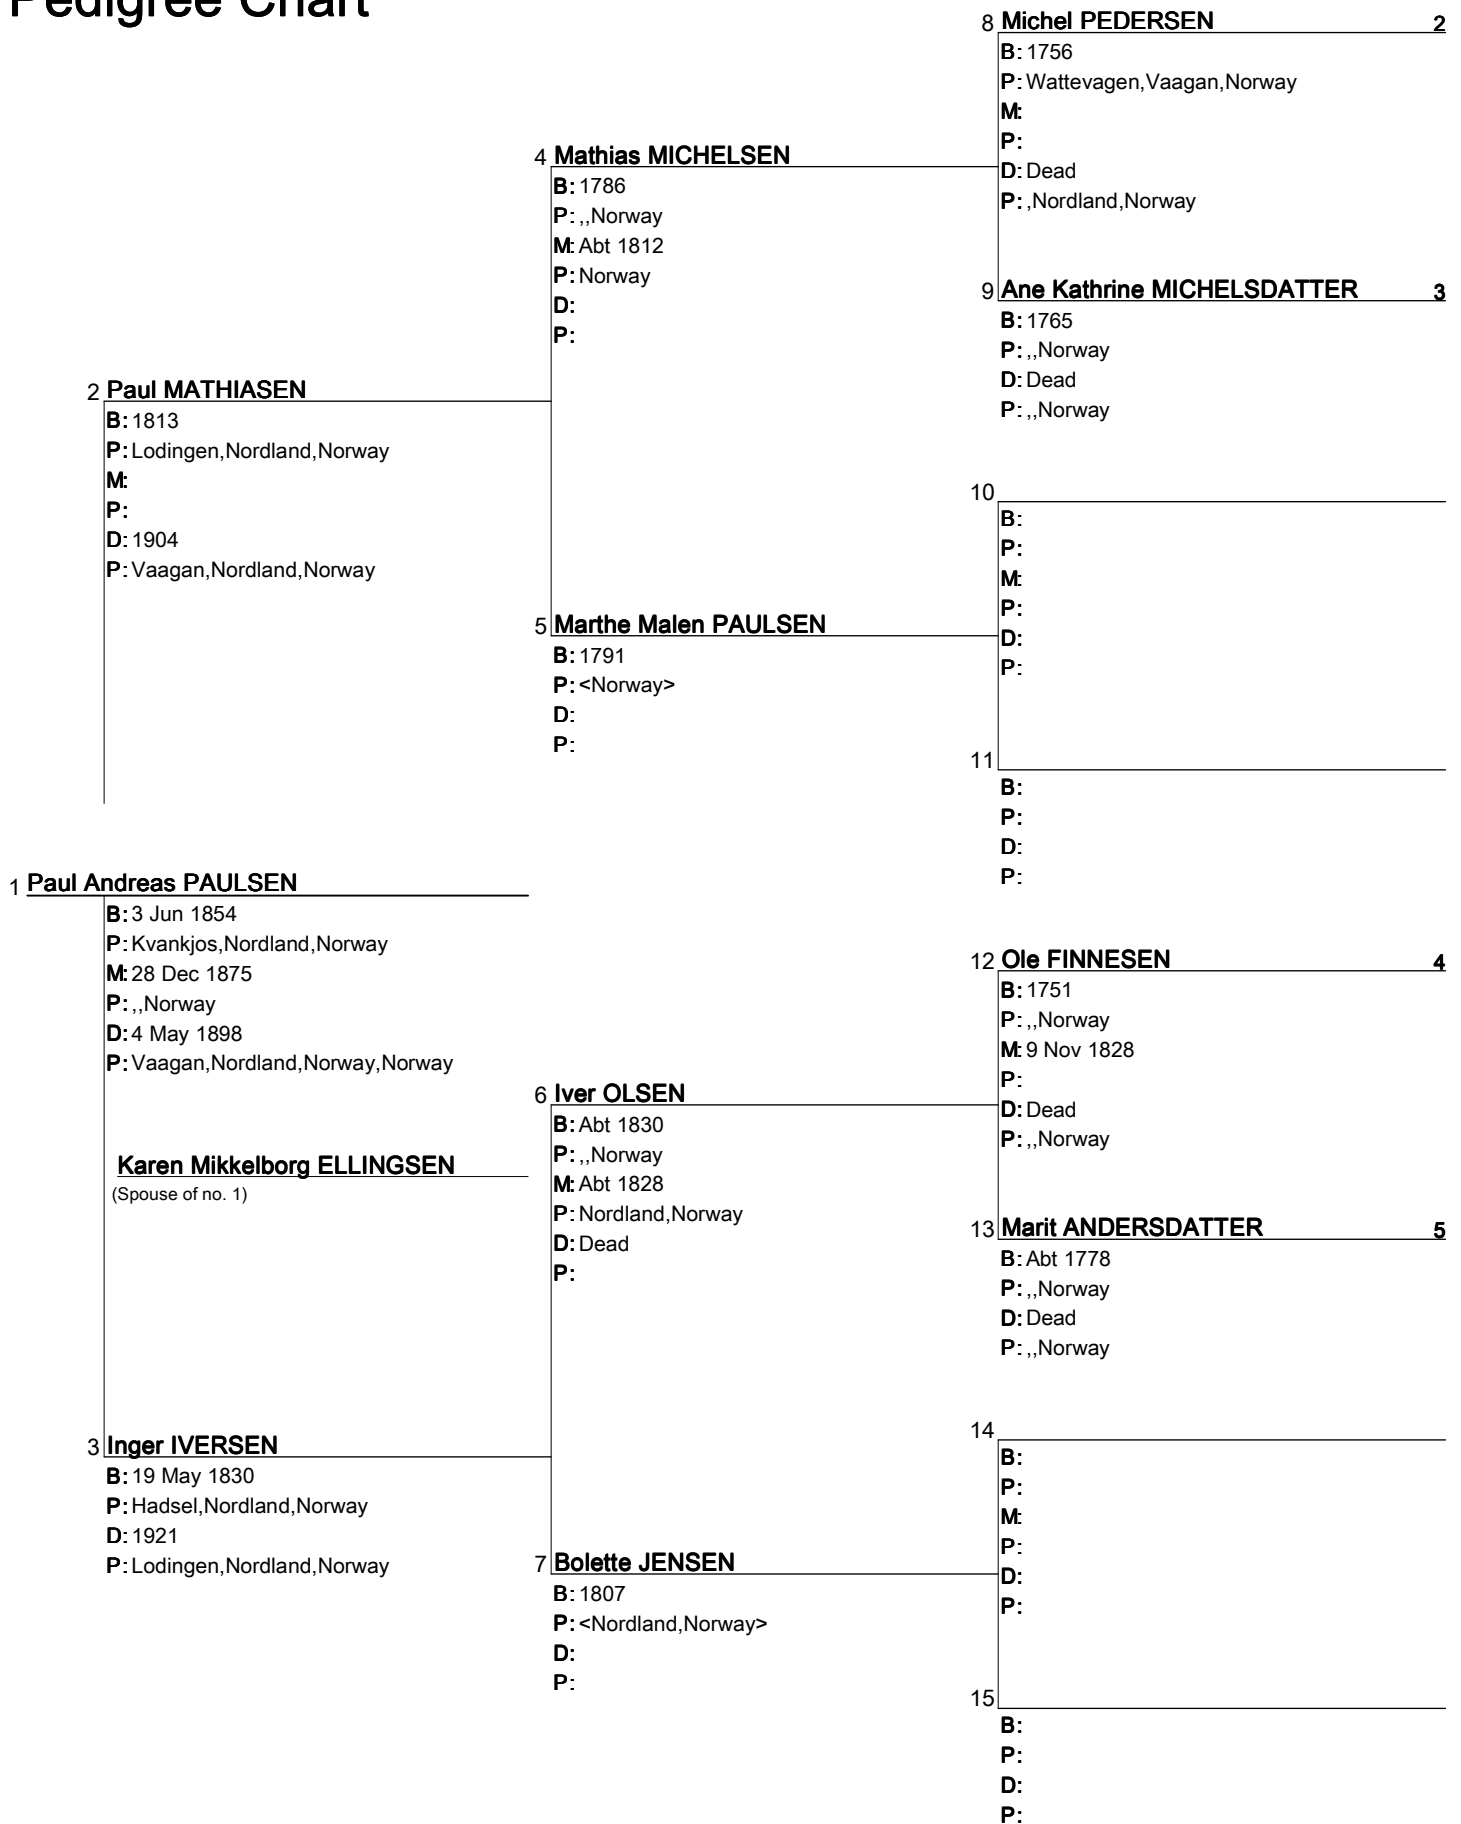 Pedigree Chart
8 Michel PEDERSEN 2
B: 1756
P: Wattevagen,Vaagan,Norway
M:
P:
D: Dead
P: ,Nordland,Norway
4 Mathias MICHELSEN
B: 1786
P: ,,Norway
M: Abt 1812
P: Norway
D:
P:
9 Ane Kathrine MICHELSDATTER 3
B: 1765
P: ,,Norway
D: Dead
P: ,,Norway
2 Paul MATHIASEN
B: 1813
P: Lodingen,Nordland,Norway
M:
P:
D: 1904
P: Vaagan,Nordland,Norway
10
B:
P:
M:
P:
D:
P:
5 Marthe Malen PAULSEN
B: 1791
P: <Norway>
D:
P:
11
B:
P:
D:
P:
1 Paul Andreas PAULSEN
B: 3 Jun 1854
P: Kvankjos,Nordland,Norway
M: 28 Dec 1875
P: ,,Norway
D: 4 May 1898
P: Vaagan,Nordland,Norway,Norway
Karen Mikkelborg ELLINGSEN
(Spouse of no. 1)
12 Ole FINNESEN 4
B: 1751
P: ,,Norway
M: 9 Nov 1828
P:
D: Dead
P: ,,Norway
6 Iver OLSEN
B: Abt 1830
P: ,,Norway
M: Abt 1828
P: Nordland,Norway
D: Dead
P:
13 Marit ANDERSDATTER 5
B: Abt 1778
P: ,,Norway
D: Dead
P: ,,Norway
3 Inger IVERSEN
B: 19 May 1830
P: Hadsel,Nordland,Norway
D: 1921
P: Lodingen,Nordland,Norway
14
B:
P:
M:
P:
D:
P:
7 Bolette JENSEN
B: 1807
P: <Nordland,Norway>
D:
P:
15
B:
P:
D:
P: